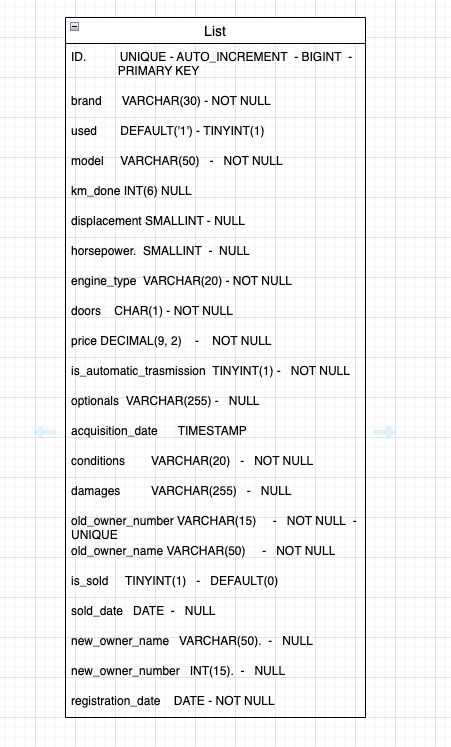 List
ID. UNIQUE - AUTO_INCREMENT - BIGINT -
PRIMARY KEY
brand VARCHAR(30) - NOT NULL
used DEFAULT('1') - TINYINT(1)
model VARCHAR(50) - NOT NULL
km_done INT(6) NULL
displacement SMALLINT - NULL
horsepower. SMALLINT - NULL
engine_type VARCHAR(20) - NOT NULL
doors CHAR(1) - NOT NULL
price DECIMAL(9, 2) - NOT NULL
is_automatic_trasmission TINYINT(1) - NOT NULL
optionals VARCHAR(255) - NULL
acquisition_date TIMESTAMP
conditions VARCHAR(20) - NOT NULL
damages VARCHAR(255) - NULL
old_owner_number VARCHAR(15) - NOT NULL -
UNIQUE
old_owner_name VARCHAR(50) - NOT NULL
is_sold TINYINT(1) - DEFAULT(0)
sold_date DATE - NULL
new_owner_name VARCHAR(50). - NULL
new_owner_number INT(15). - NULL
registration_date DATE - NOT NULL